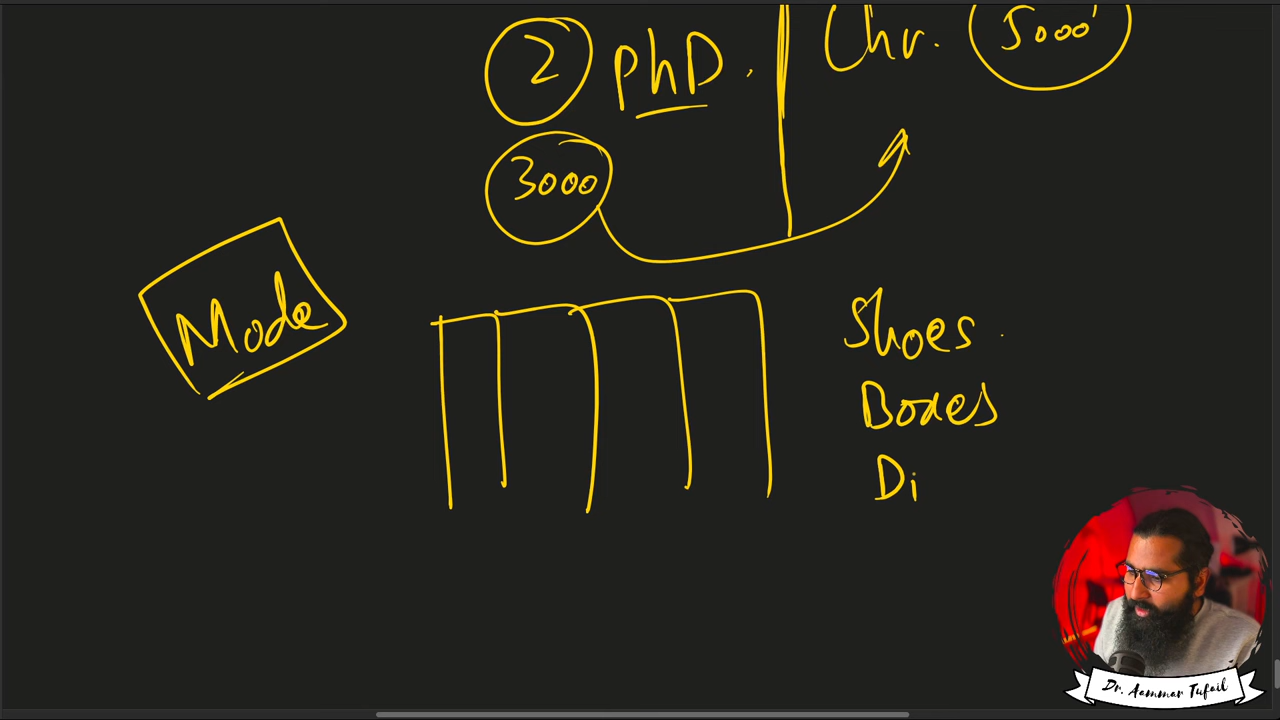 2 PhD.
Chr. 5000
3000
Mode
Shoes.
Boxes
Di
Dr. Aammar Tufail